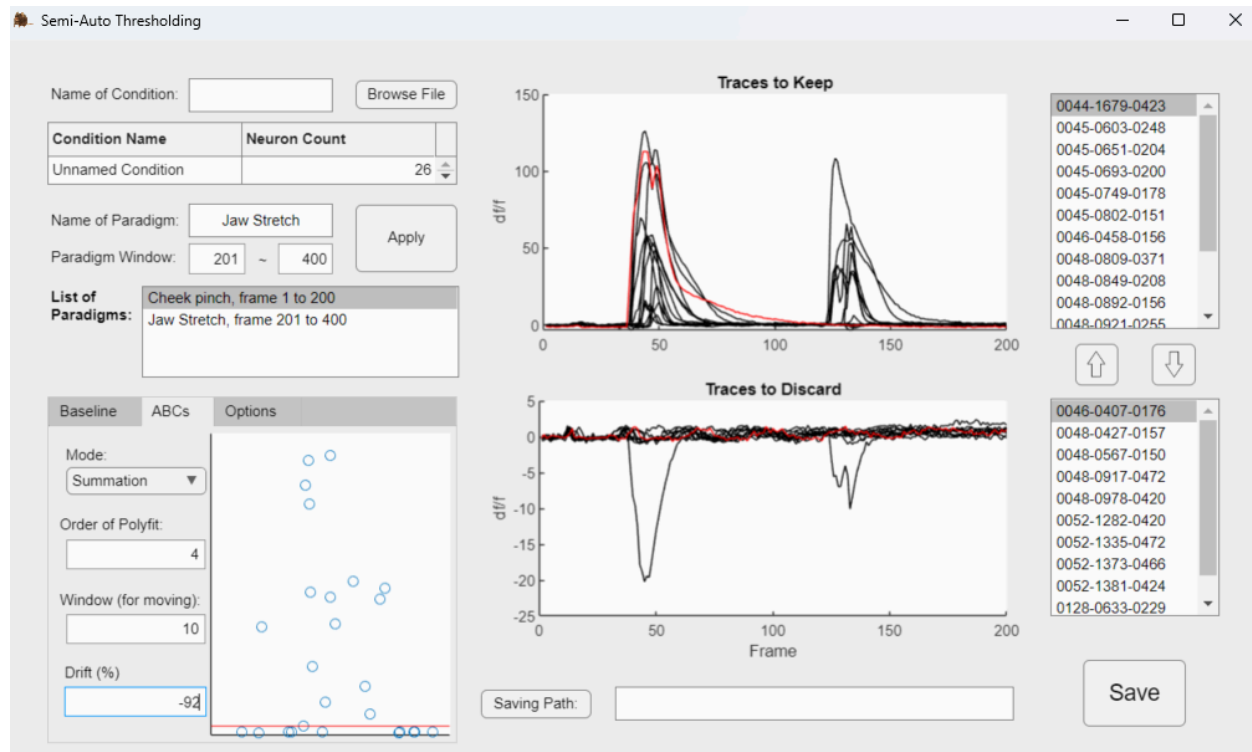 Semi-Auto Thresholding
Name of Condition:
Browse File
Condition Name Neuron Count
Unnamed Condition 26
Name of Paradigm: Jaw Stretch
Apply
Paradigm Window: 201 ~ 400
List of Paradigms:
Cheek pinch, frame 1 to 200
Jaw Stretch, frame 201 to 400
Baseline ABCs Options
Mode:
Summation
Order of Polyfit:
4
Window (for moving):
10
Drift (%)
-92
Traces to Keep
df/f
150
100
50
0
0 50 100 150 200
Traces to Discard
df/f
5
0
-5
-10
-15
-20
-25
0 50 100 150 200
Frame
Saving Path:
0044-1679-0423
0045-0603-0248
0045-0651-0204
0045-0693-0200
0045-0749-0178
0045-0802-0151
0046-0458-0156
0048-0809-0371
0048-0849-0208
0048-0892-0156
0048-0921-0255
0046-0407-0176
0048-0427-0157
0048-0567-0150
0048-0917-0472
0048-0978-0420
0052-1282-0420
0052-1335-0472
0052-1373-0466
0052-1381-0424
0128-0633-0229
Save